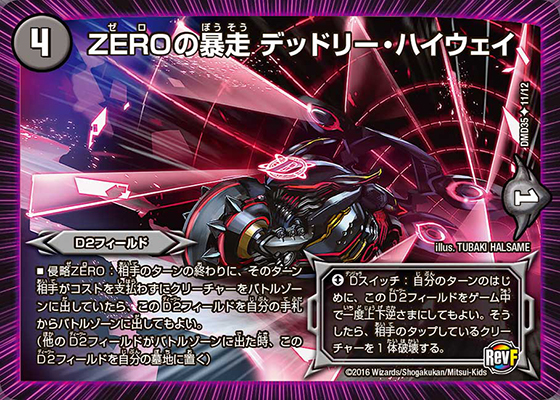 4
ZEROの暴走 デッドリー・ハイウェイ
ゼロ ぼうそう
DMD35 11/12
1
illus. TUBAKI HALSAME
D2フィールド
■ 侵略ZERO：相手のターンの終わりに、そのターン
相手がコストを支払わずにクリーチャーをバトルゾー
ンに出していたら、このD2フィールドを自分の手札
からバトルゾーンに出してもよい。
(他のD2フィールドがバトルゾーンに出た時、この
D2フィールドを自分の墓地に置く)
Dスイッチ：自分のターンのはじ
めに、このD2フィールドをゲーム中
で一度上下逆さまにしてもよい。そ
うしたら、相手のタップしているクリ
ーチャーを1体破壊する。
RevF
©2016 Wizards/Shogakukan/Mitsui-Kids